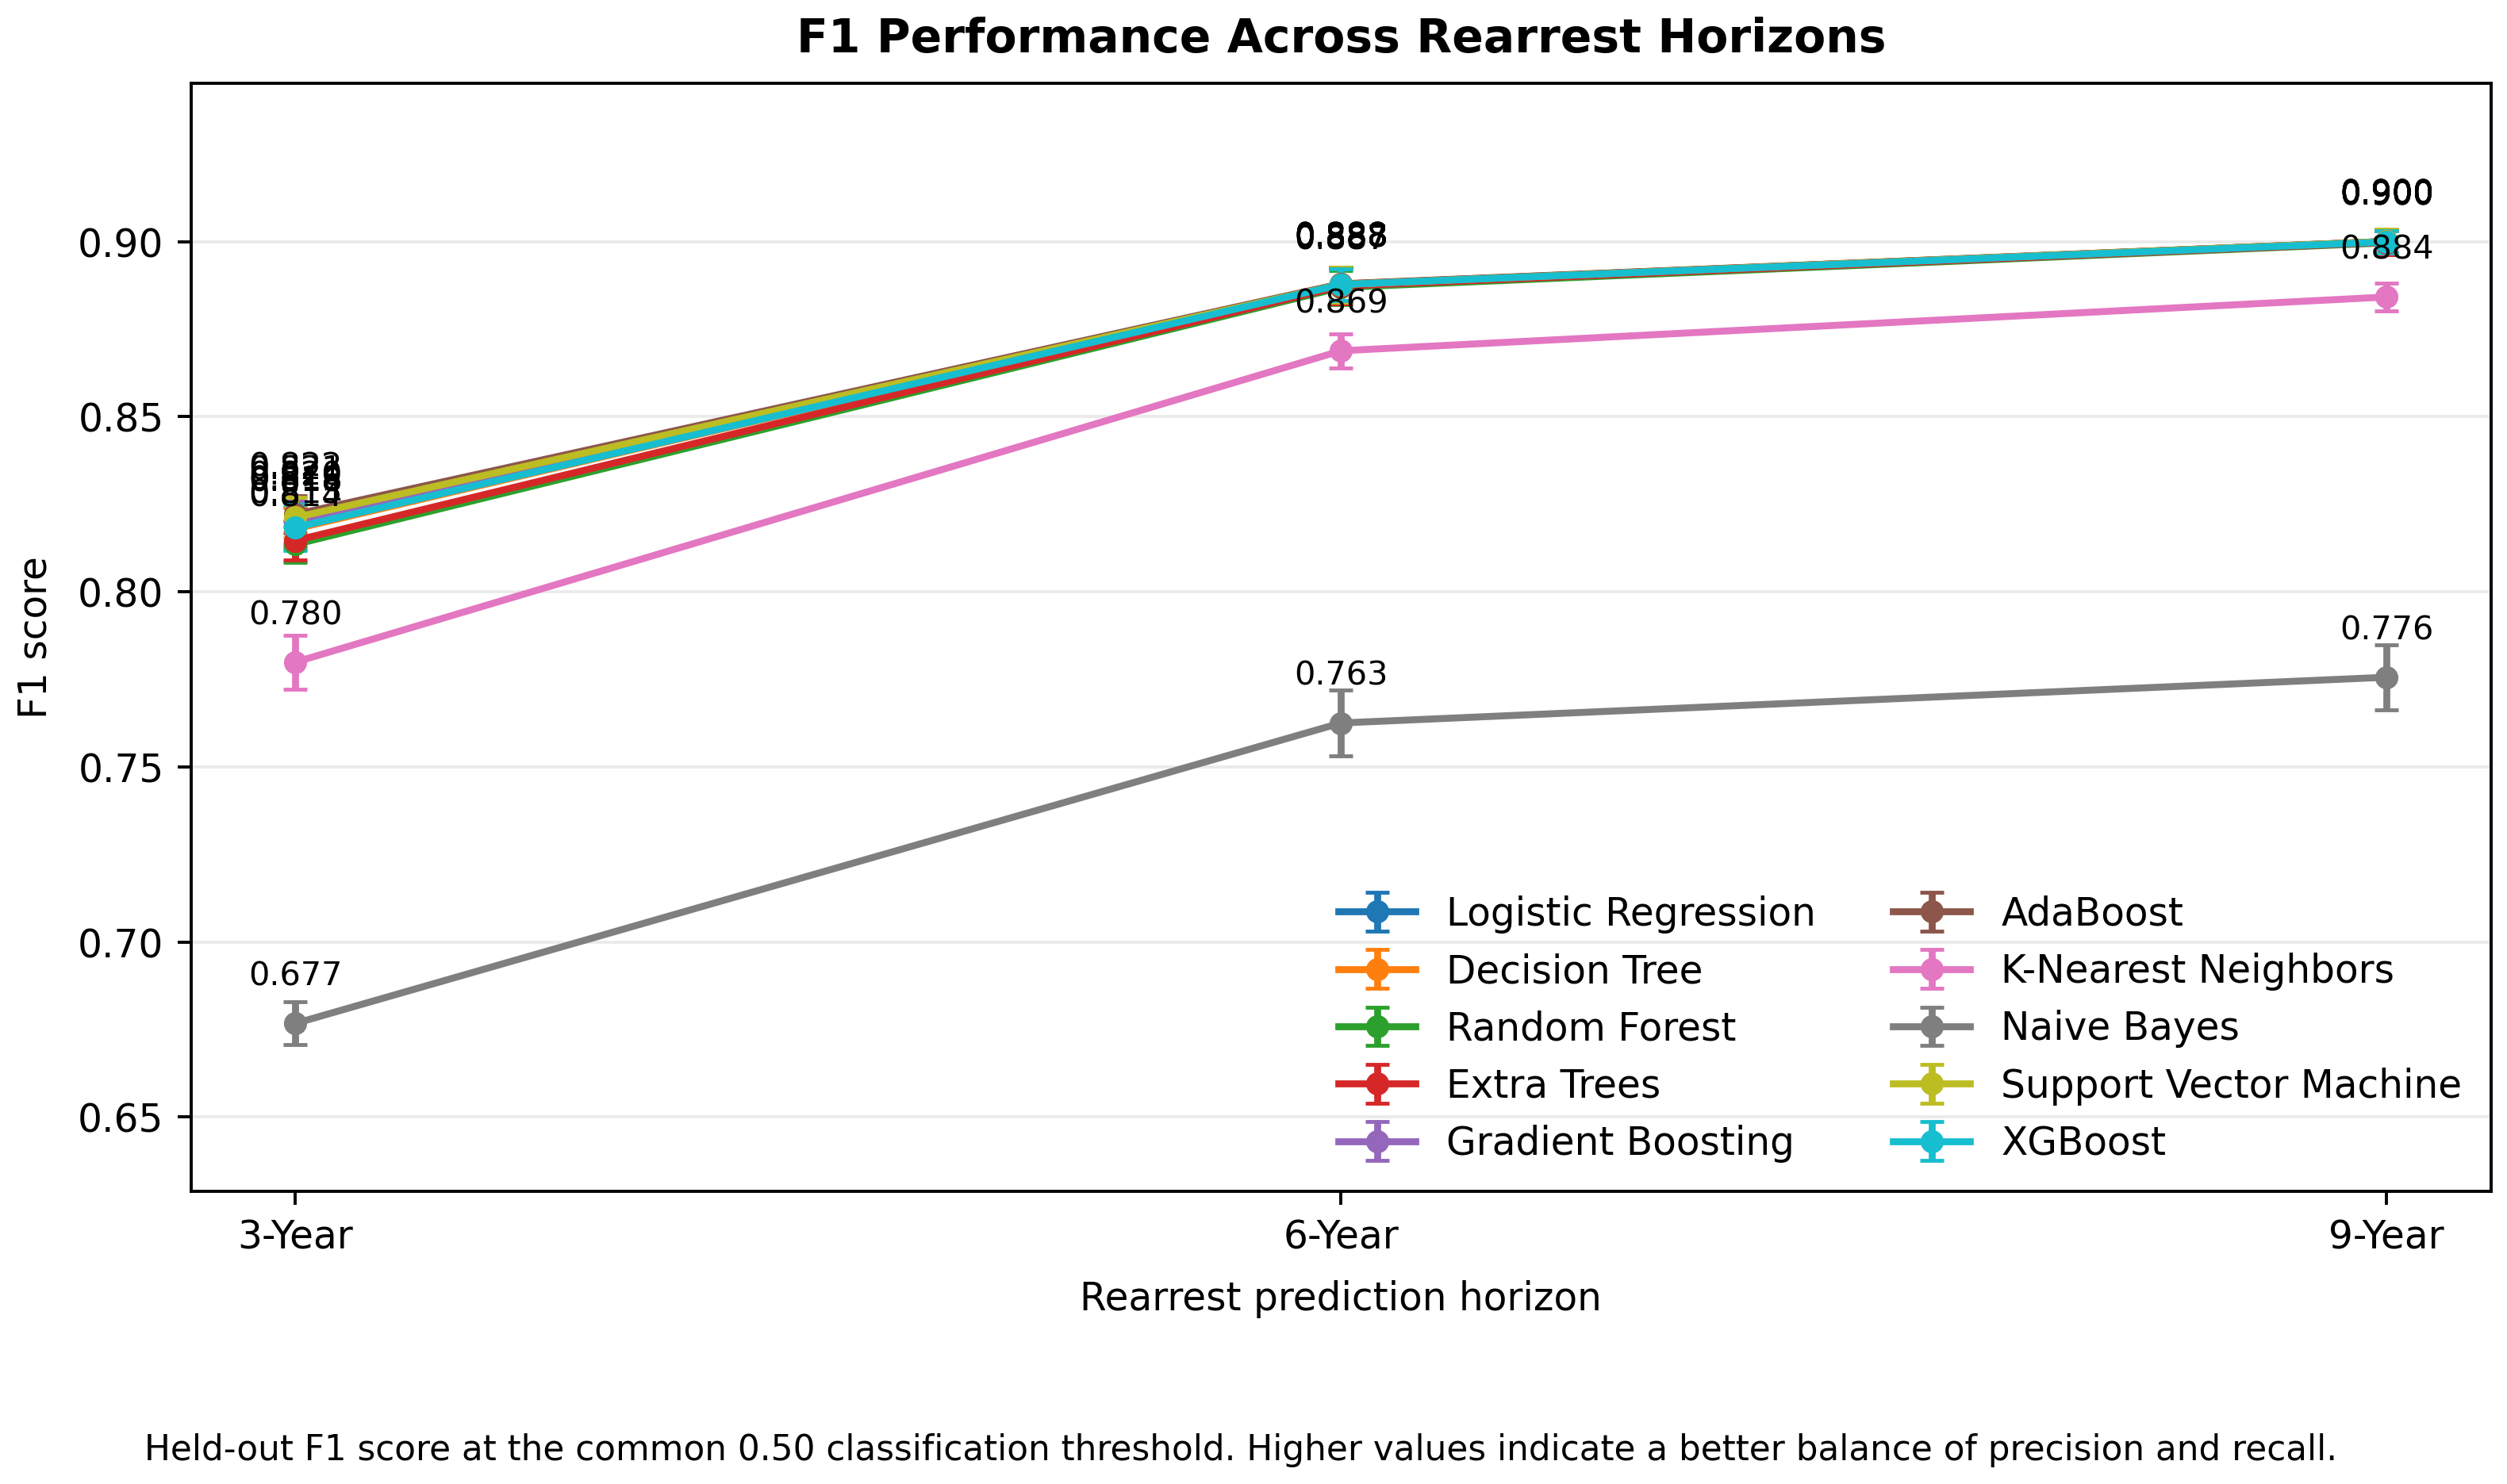 F1 Performance Across Rearrest Horizons
F1 score
0.90
0.85
0.80
0.75
0.70
0.65
0.814
0.780
0.677
0.869
0.763
0.900
0.884
0.776
Logistic Regression
Decision Tree
Random Forest
Extra Trees
Gradient Boosting
AdaBoost
K-Nearest Neighbors
Naive Bayes
Support Vector Machine
XGBoost
3-Year
6-Year
9-Year
Rearrest prediction horizon
Held-out F1 score at the common 0.50 classification threshold. Higher values indicate a better balance of precision and recall.